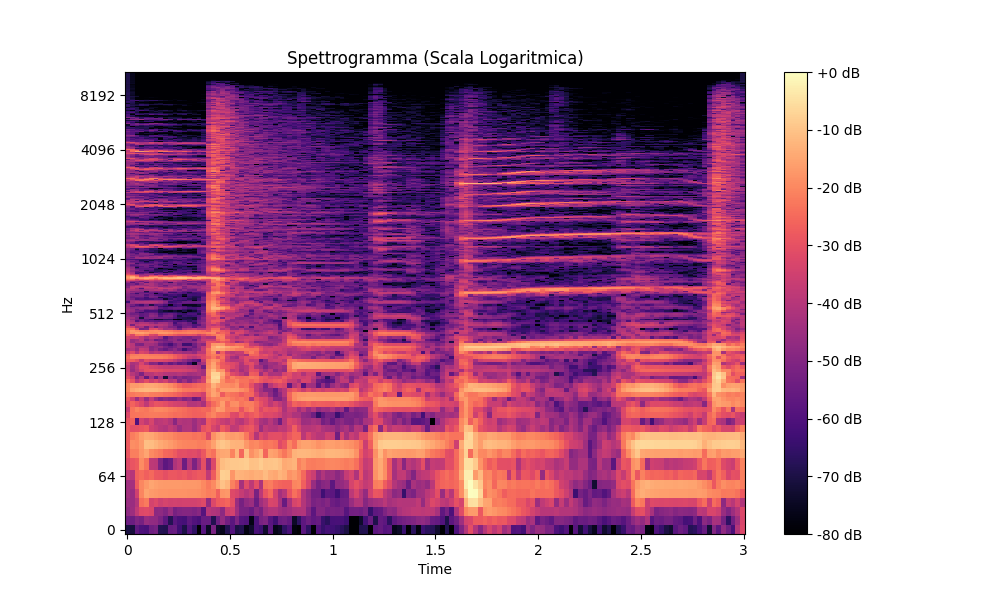 Spettrogramma (Scala Logaritmica)
Hz
8192
4096
2048
1024
512
256
128
64
0
0
0.5
1
1.5
2
2.5
3
Time
+0 dB
-10 dB
-20 dB
-30 dB
-40 dB
-50 dB
-60 dB
-70 dB
-80 dB